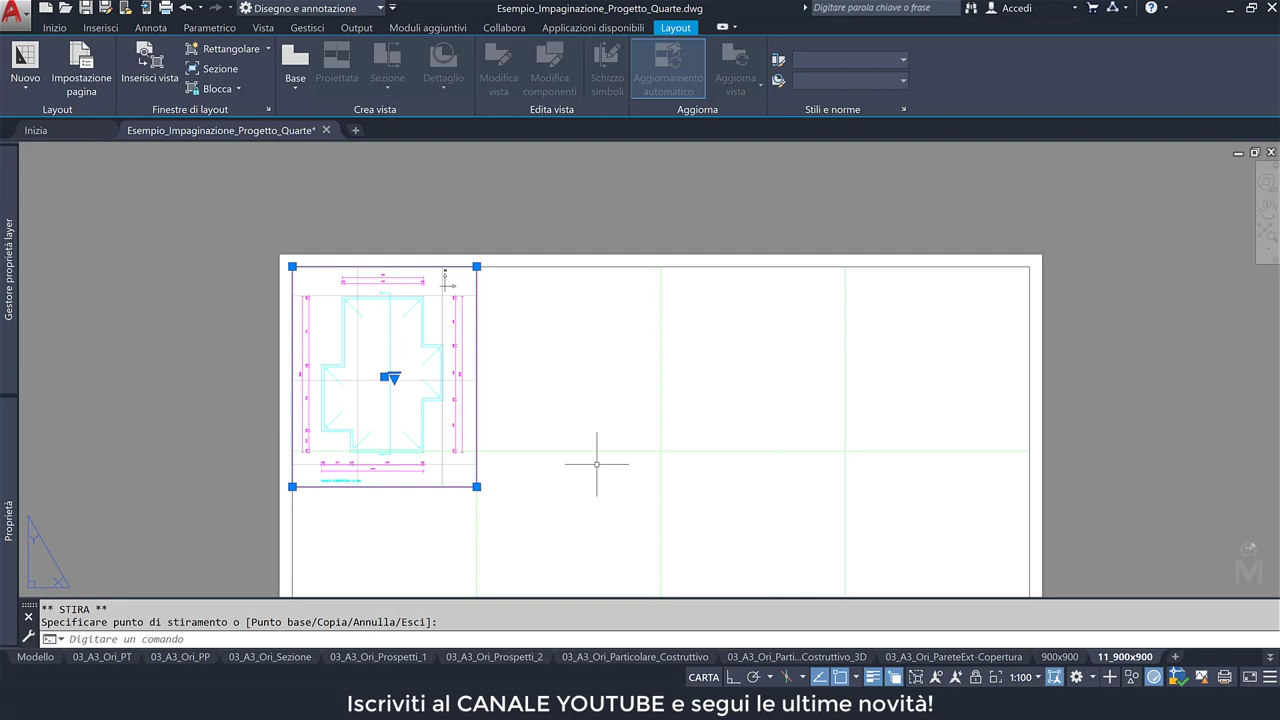 Disegno e annotazione
Esempio_Impaginazione_Progetto_Quarte.dwg
Digitare parola chiave o frase
Accedi
Inizio Inserisci Annota Parametrico Vista Gestisci Output Moduli aggiuntivi Collabora Applicazioni disponibili Layout
Nuovo
Impostazione pagina
Inserisci vista
Rettangolare
Sezione
Blocca
Base
Proiettata
Sezione
Dettaglio
Modifica vista
Modifica componenti
Schizzo simboli
Aggiornamento automatico
Aggiorna vista
Layout
Finestre di layout
Crea vista
Edita vista
Aggiorna
Stili e norme
Inizia
Esempio_Impaginazione_Progetto_Quarte*
Gestore proprietà layer
Proprietà
Y
X
M
** STIRA **
Specificare punto di stiramento o [Punto base/Copia/Annulla/Esci]:
Digitare un comando
Modello 03_A3_Ori_PT 03_A3_Ori_PP 03_A3_Ori_Sezione 03_A3_Ori_Prospetti_1 03_A3_Ori_Prospetti_2 03_A3_Ori_Particolare_Costruttivo 03_A3_Ori_Parti...Costruttivo_3D 03_A3_Ori_PareteExt-Copertura 900x900 11_900x900
CARTA
1:100
Iscriviti al CANALE YOUTUBE e segui le ultime novità!